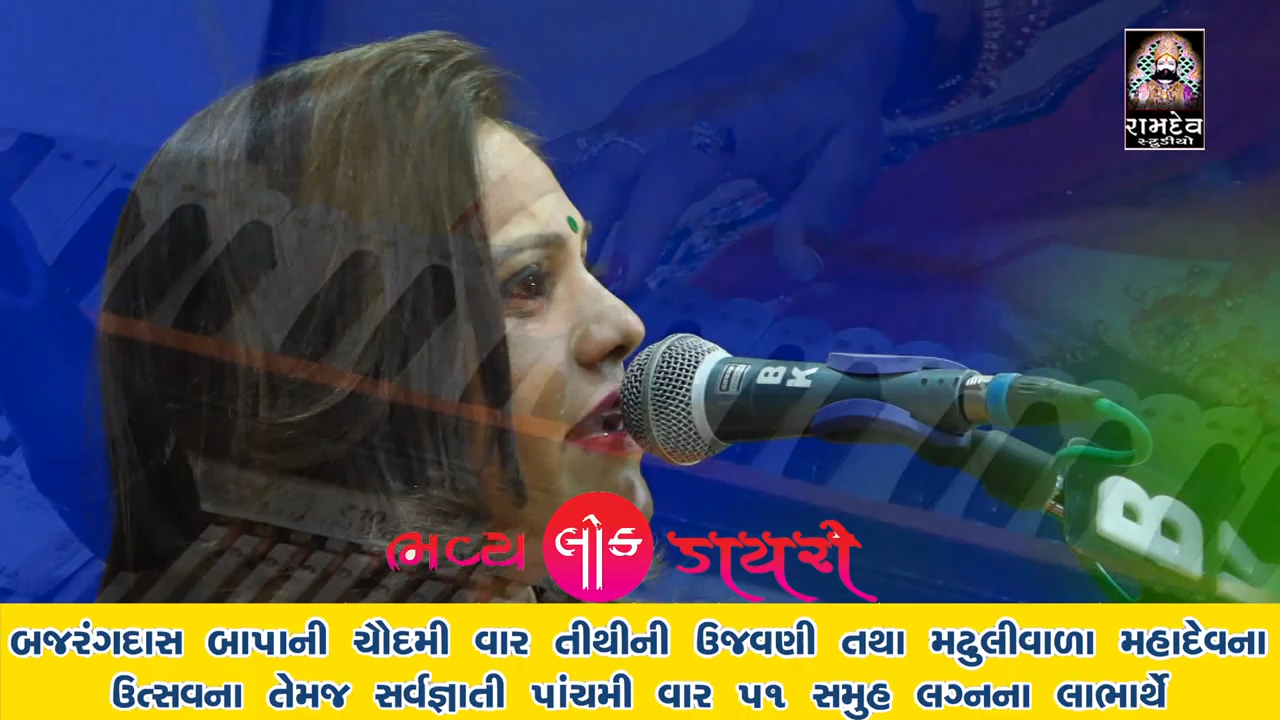 રામદેવ
સ્ટુડીયો
B K
B K
ભવ્ય લોક ડાયરો
બજરંગદાસ બાપાની ચૌદમી વાર તીથીની ઉજવણી તથા મઢુલીવાળા મહાદેવના
ઉત્સવના તેમજ સર્વજ્ઞાતી પાંચમી વાર ૫૧ સમુહ લગ્નના લાભાર્થે